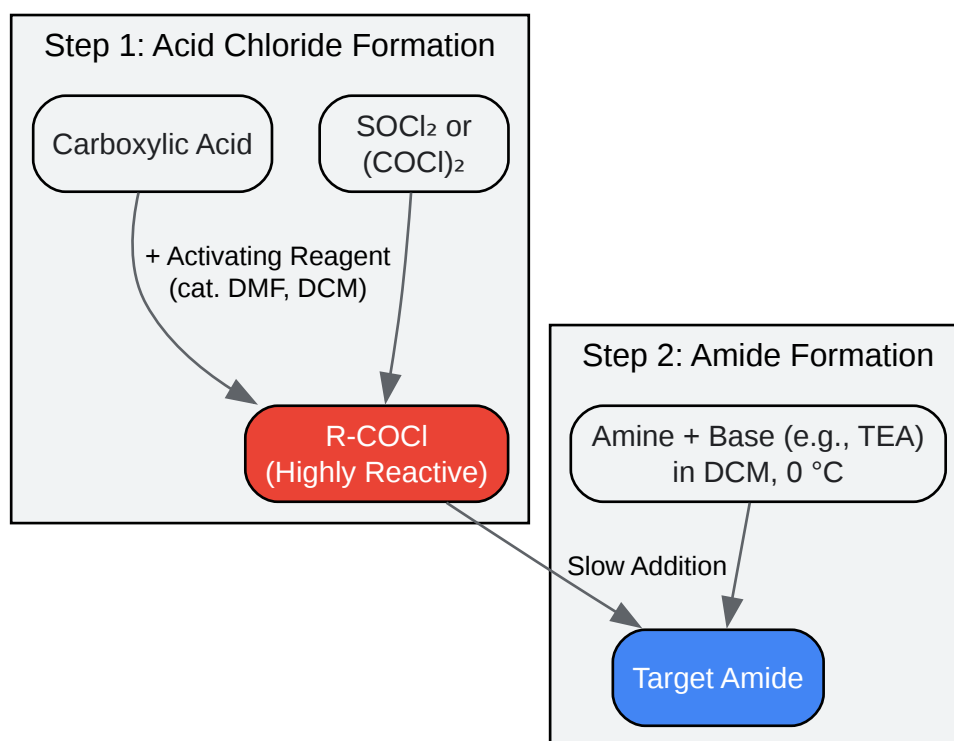 Step 1: Acid Chloride Formation
Carboxylic Acid
SOCl₂ or
(COCl)₂
+ Activating Reagent
(cat. DMF, DCM)
R-COCl
(Highly Reactive)
Step 2: Amide Formation
Amine + Base (e.g., TEA)
in DCM, 0 °C
Slow Addition
Target Amide